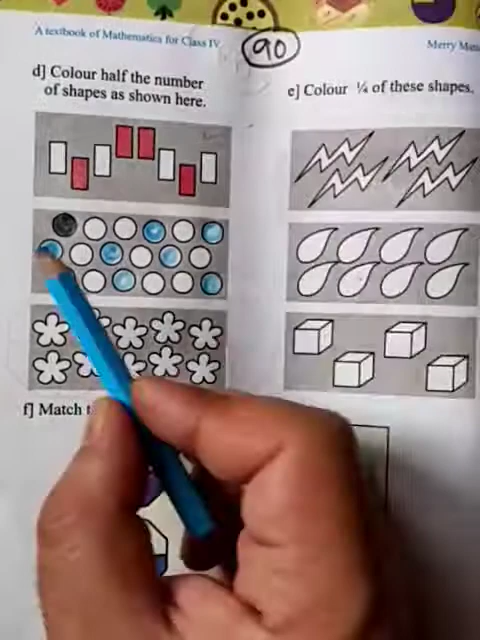 A textbook of Mathematics for Class IV
90
Merry
d] Colour half the number
of shapes as shown here.
e] Colour ¼ of these shapes.
f] Match